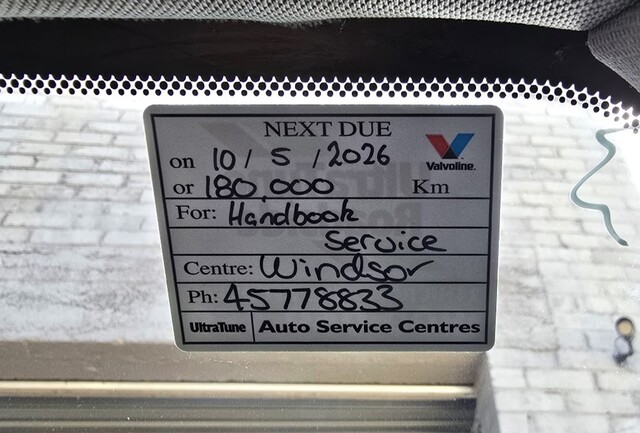 NEXT DUE
on 10/5/2026
Valvoline.
or 180,000 Km
For: Handbook
Service
Centre: Windsor
Ph: 45778833
UltraTune Auto Service Centres